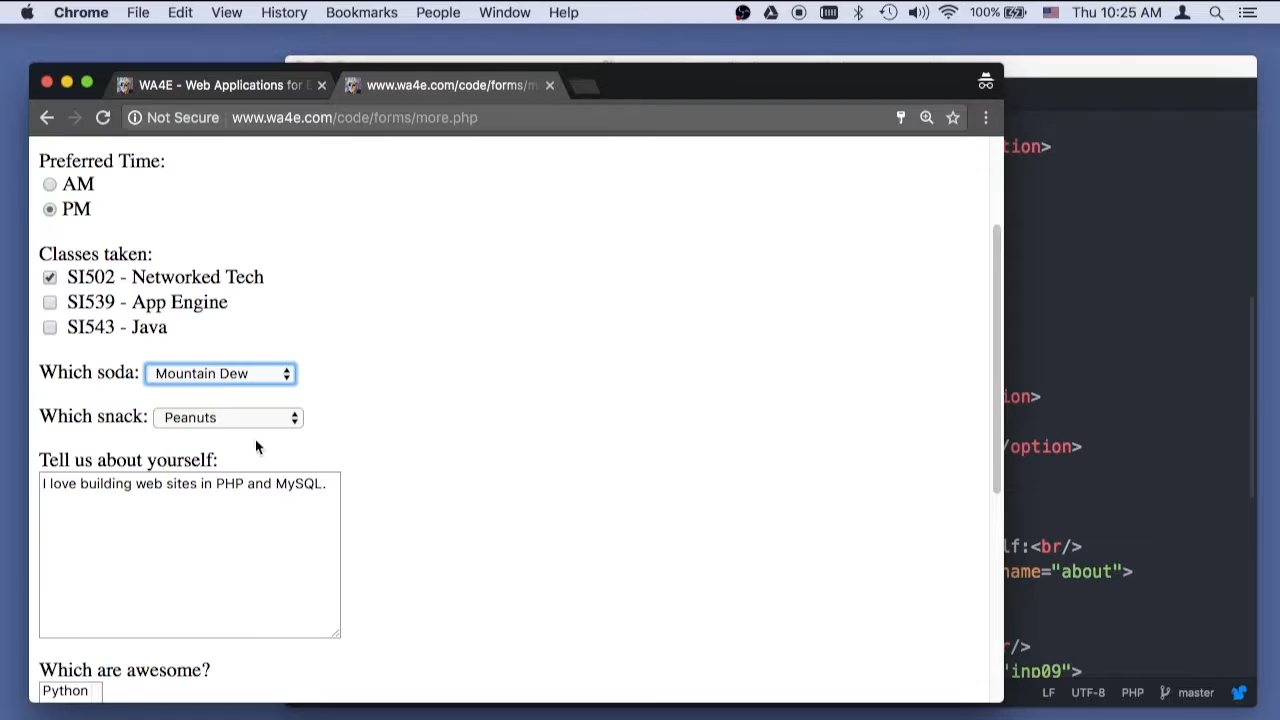 Chrome File Edit View History Bookmarks People Window Help 100% Thu 10:25 AM
WA4E - Web Applications for E www.wa4e.com/code/forms/m
Not Secure www.wa4e.com/code/forms/more.php
Preferred Time:
AM
PM
Classes taken:
SI502 - Networked Tech
SI539 - App Engine
SI543 - Java
Which soda: Mountain Dew
Which snack: Peanuts
Tell us about yourself:
I love building web sites in PHP and MySQL.
Which are awesome?
Python
tion>
ion>
/option>
lf:<br/>
name="about">
r/>
'inp09">
LF UTF-8 PHP master